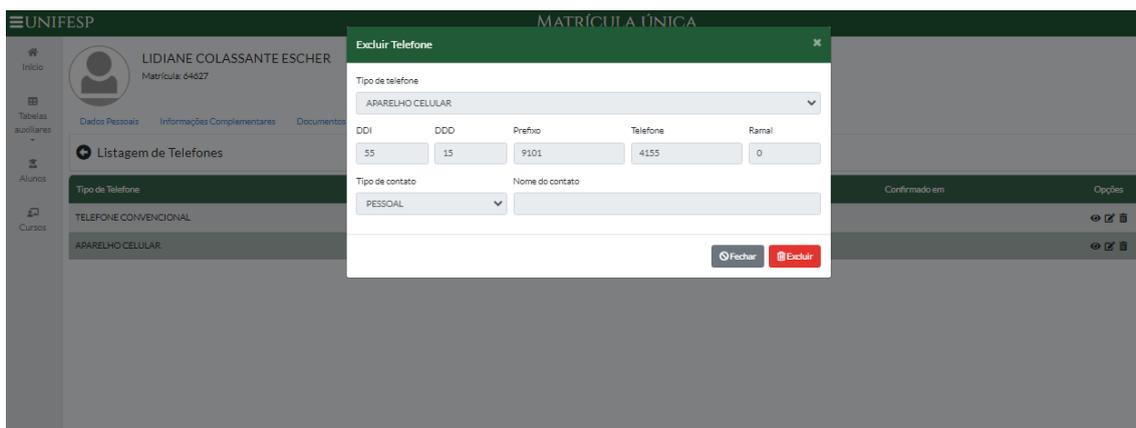 UNIFESP MATRÍCULA ÚNICA
Início
Tabelas
auxiliares
Alunos
Cursos
LIDIANE COLASSANTE ESCHER
Matrícula: 64627
Dados Pessoais Informações Complementares Documentos
Listagem de Telefones
Tipo de Telefone Confirmado em Opções
TELEFONE CONVENCIONAL
APARELHO CELULAR
Excluir Telefone
Tipo de telefone
APARELHO CELULAR
DDI DDD Prefixo Telefone Ramal
55 15 9101 4155 0
Tipo de contato Nome do contato
PESSOAL
Fechar Excluir